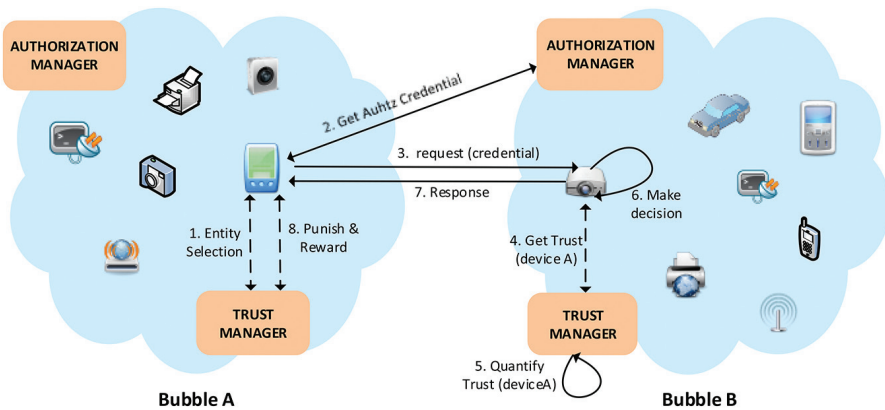 AUTHORIZATION
MANAGER
AUTHORIZATION
MANAGER
2. Get Auhtz Credential
3. request (credential)
7. Response
6. Make
decision
1. Entity
Selection
8. Punish &
Reward
4. Get Trust
(device A)
TRUST
MANAGER
TRUST
MANAGER
5. Quantify
Trust (deviceA)
Bubble A
Bubble B